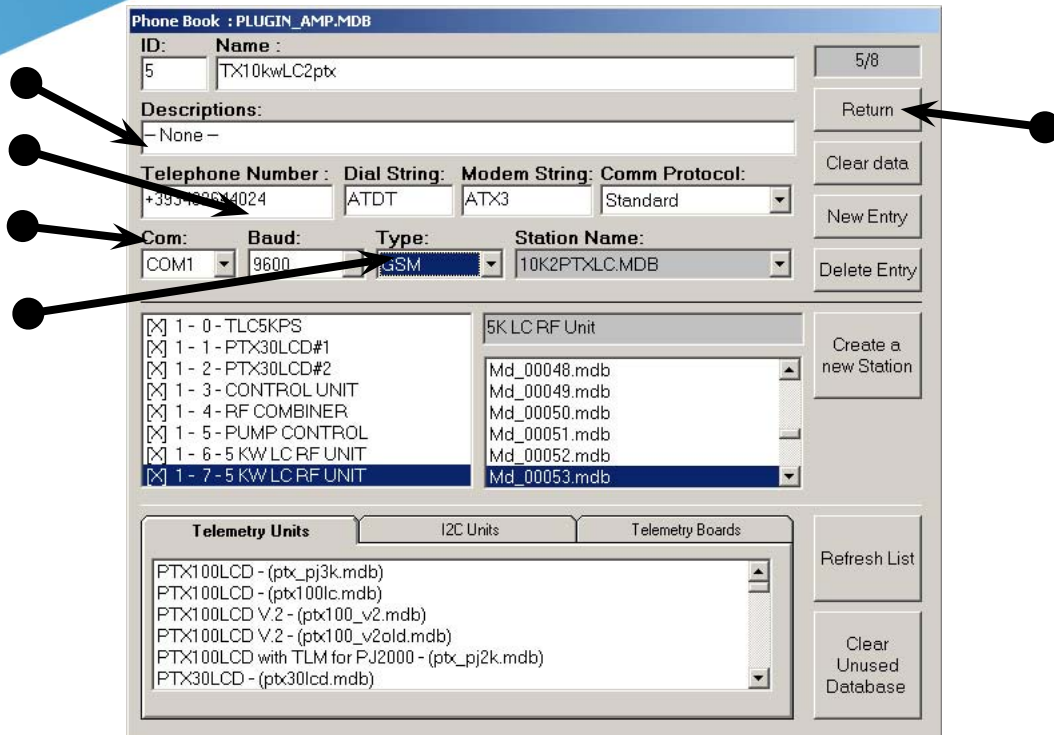 Phone Book : PLUGIN_AMP.MDB
ID: Name :
5 TX10kwLC2ptx
5/8
Descriptions:
– None –
Return
Clear data
Telephone Number : Dial String: Modem String: Comm Protocol:
ATDT ATX3 Standard
New Entry
Com: Baud: Type: Station Name:
COM1 9600 GSM 10K2PTXLC.MDB
Delete Entry
[X] 1 - 0 - TLC5KPS
[X] 1 - 1 - PTX30LCD#1
[X] 1 - 2 - PTX30LCD#2
[X] 1 - 3 - CONTROL UNIT
[X] 1 - 4 - RF COMBINER
[X] 1 - 5 - PUMP CONTROL
[X] 1 - 6 - 5 KW LC RF UNIT
[X] 1 - 7 - 5 KW LC RF UNIT
5K LC RF Unit
Md_00048.mdb
Md_00049.mdb
Md_00050.mdb
Md_00051.mdb
Md_00052.mdb
Md_00053.mdb
Create a
new Station
Telemetry Units I2C Units Telemetry Boards
PTX100LCD - (ptx_pj3k.mdb)
PTX100LCD - (ptx100lc.mdb)
PTX100LCD V.2 - (ptx100_v2.mdb)
PTX100LCD V.2 - (ptx100_v2old.mdb)
PTX100LCD with TLM for PJ2000 - (ptx_pj2k.mdb)
PTX30LCD - (ptx30lcd.mdb)
Refresh List
Clear
Unused
Database